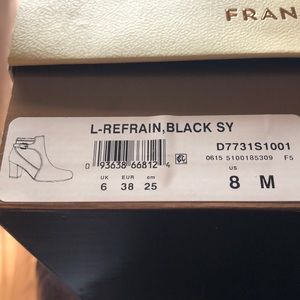 FRAN
L-REFRAIN,BLACK SY
0 93638 66812 4
D7731S1001
0615 5100185309 F5
UK EUR cm
US
6 38 25
8 M